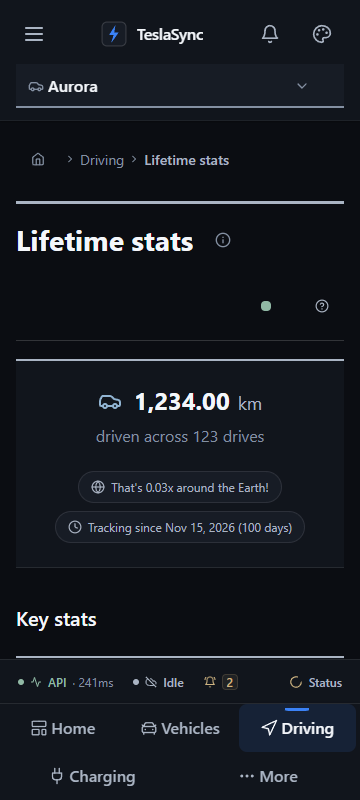 TeslaSync
Aurora
Driving Lifetime stats
Lifetime stats
1,234.00 km
driven across 123 drives
That's 0.03x around the Earth!
Tracking since Nov 15, 2026 (100 days)
Key stats
API · 241ms Idle 2 Status
Home Vehicles Driving
Charging More